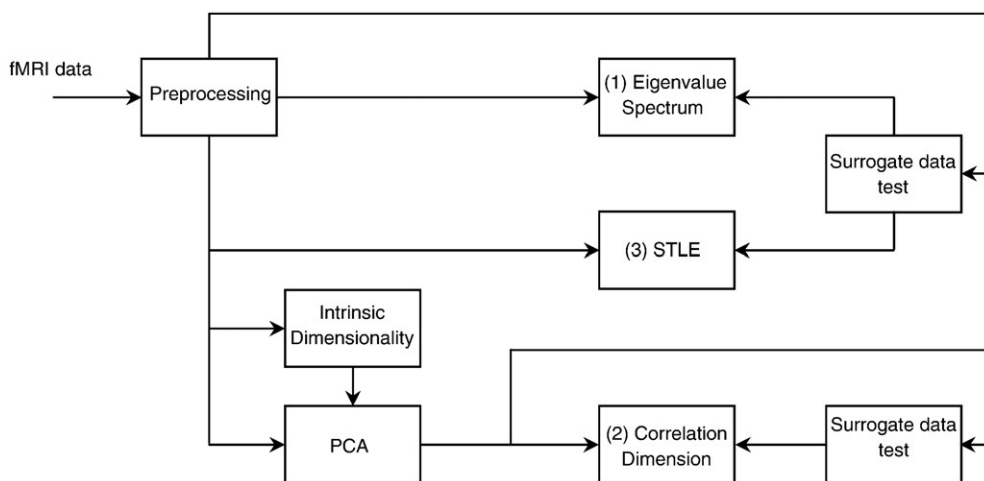 fMRI data
Preprocessing
(1) Eigenvalue
Spectrum
Surrogate data
test
(3) STLE
Intrinsic
Dimensionality
PCA
(2) Correlation
Dimension
Surrogate data
test